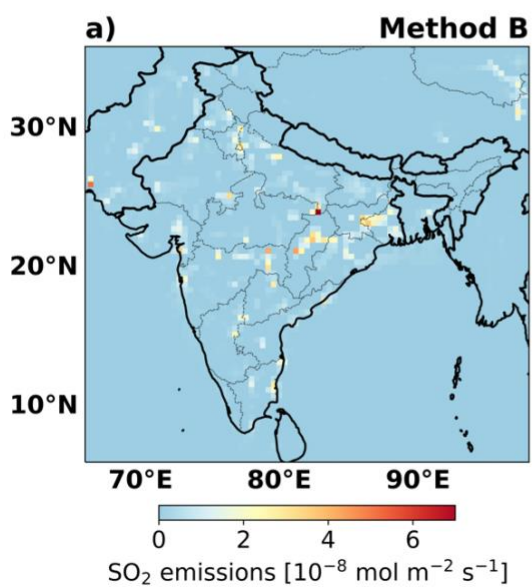 a) Method B
30°N
20°N
10°N
70°E 80°E 90°E
0 2 4 6
SO₂ emissions [10⁻⁸ mol m⁻² s⁻¹]